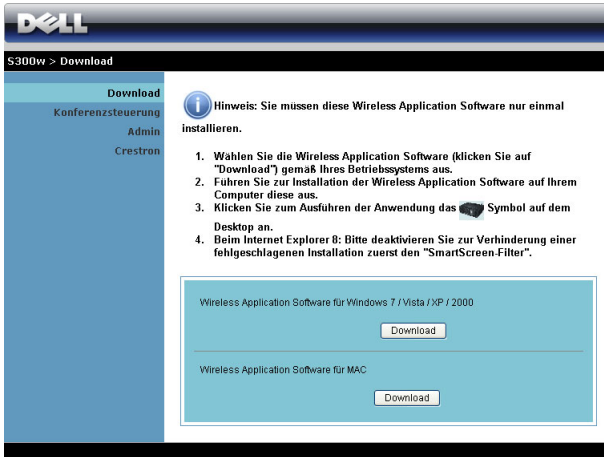 DELL
S300w > Download
Download
Konferenzsteuerung
Admin
Crestron
Hinweis: Sie müssen diese Wireless Application Software nur einmal
installieren.
1. Wählen Sie die Wireless Application Software (klicken Sie auf
"Download") gemäß Ihres Betriebssystems aus.
2. Führen Sie zur Installation der Wireless Application Software auf Ihrem
Computer diese aus.
3. Klicken Sie zum Ausführen der Anwendung das Symbol auf dem
Desktop an.
4. Beim Internet Explorer 8: Bitte deaktivieren Sie zur Verhinderung einer
fehlgeschlagenen Installation zuerst den "SmartScreen-Filter".
Wireless Application Software für Windows 7 / Vista / XP / 2000
Download
Wireless Application Software für MAC
Download